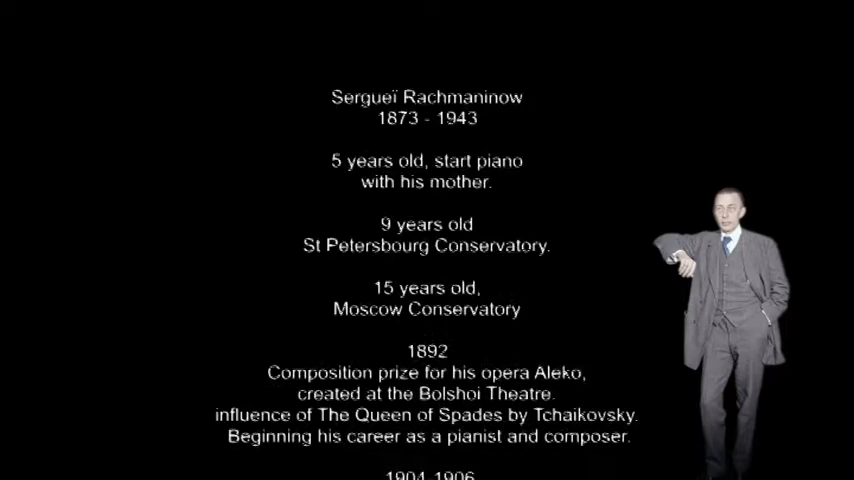 Sergueï Rachmaninow
1873 - 1943
5 years old, start piano
with his mother.
9 years old
St Petersbourg Conservatory.
15 years old,
Moscow Conservatory
1892
Composition prize for his opera Aleko,
created at the Bolshoi Theatre.
influence of The Queen of Spades by Tchaikovsky.
Beginning his career as a pianist and composer.
1904-1906